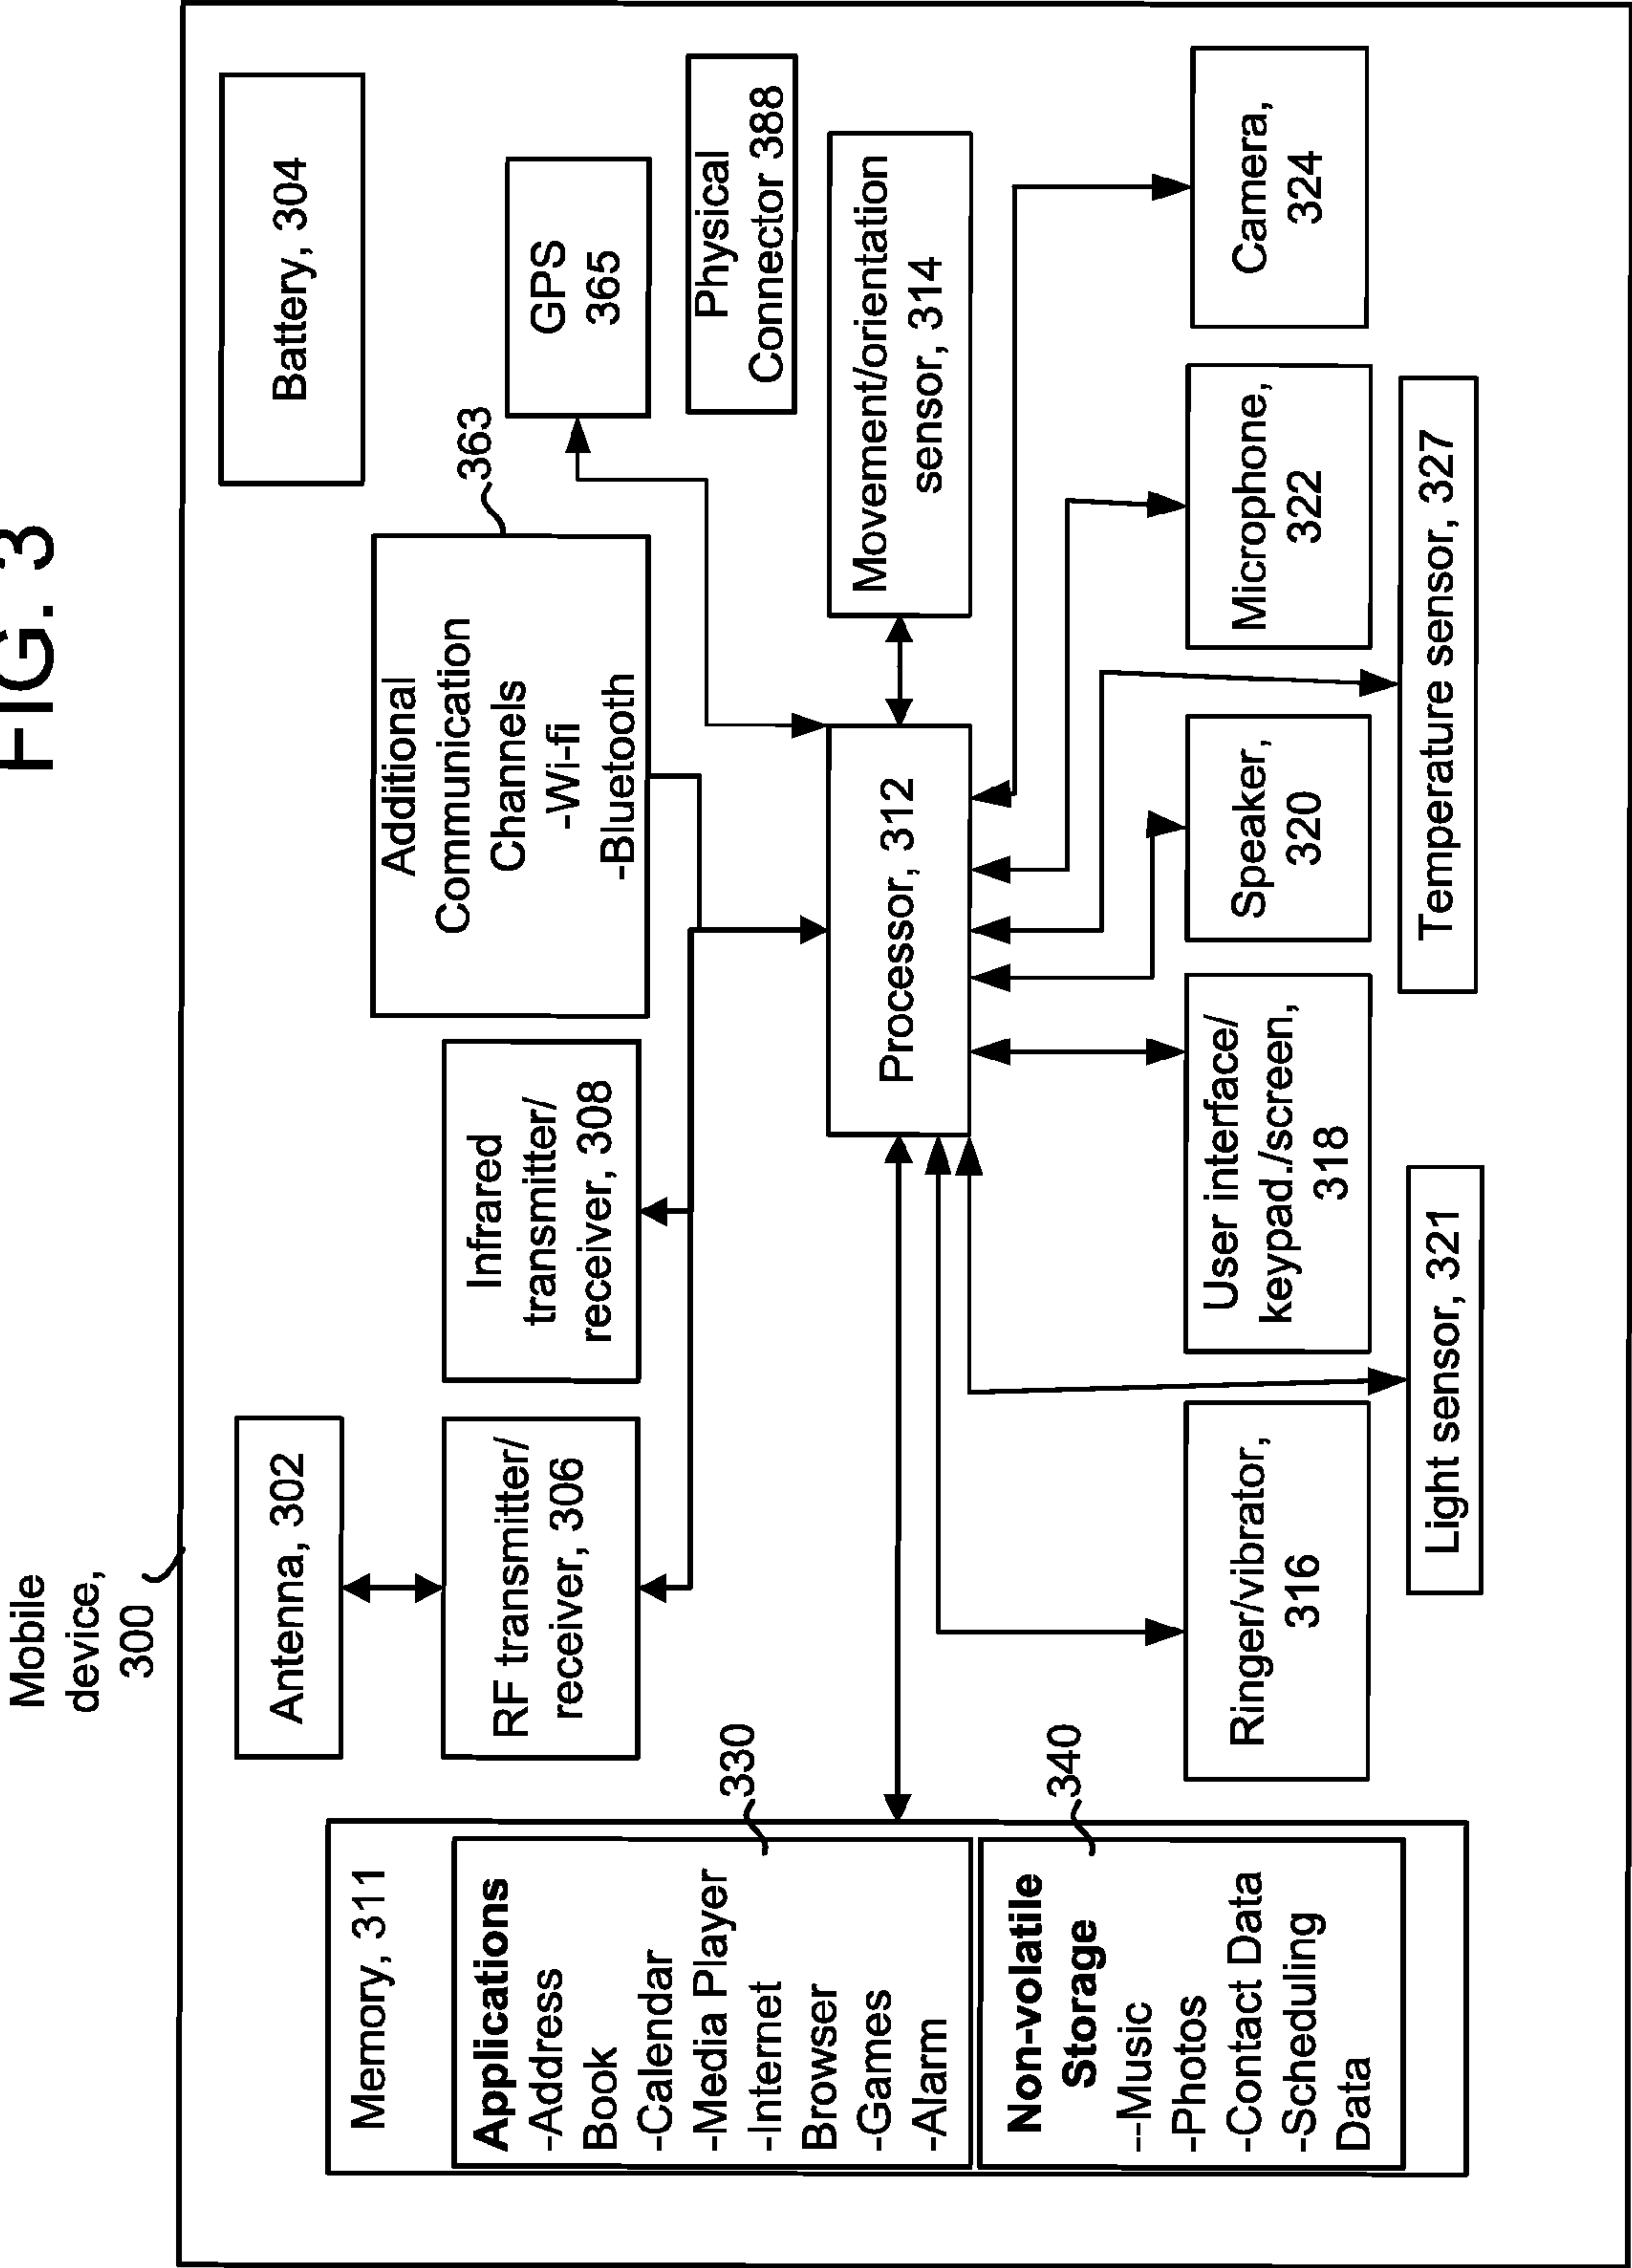 FIG. 3
Mobile
device,
300
Memory, 311
Applications
-Address
Book
-Calendar
-Media Player
-Internet
Browser
-Games
-Alarm
330
Non-volatile
Storage
--Music
-Photos
-Contact Data
-Scheduling
Data
340
Antenna, 302
RF transmitter/
receiver, 306
Infrared
transmitter/
receiver, 308
Additional
Communication
Channels
-Wi-fi
-Bluetooth
363
Battery, 304
GPS
365
Physical
Connector 388
Processor, 312
Movement/orientation
sensor, 314
Ringer/vibrator,
316
User interface/
keypad./screen,
318
Speaker,
320
Microphone,
322
Camera,
324
Light sensor, 321
Temperature sensor, 327